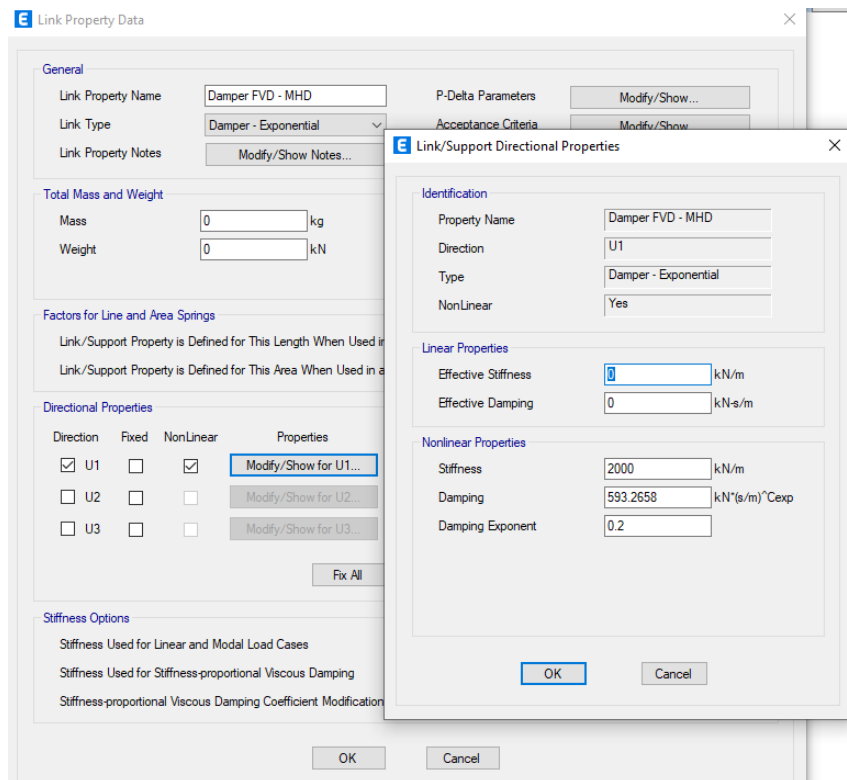 E Link Property Data
General
Link Property Name Damper FVD - MHD P-Delta Parameters Modify/Show...
Link Type Damper - Exponential Acceptance Criteria Modify/Show
Link Property Notes Modify/Show Notes...
Total Mass and Weight
Mass 0 kg
Weight 0 kN
Factors for Line and Area Springs
Link/Support Property is Defined for This Length When Used in
Link/Support Property is Defined for This Area When Used in a
Directional Properties
Direction Fixed NonLinear Properties
U1 Modify/Show for U1...
U2 Modify/Show for U2...
U3 Modify/Show for U3...
Fix All
Stiffness Options
Stiffness Used for Linear and Modal Load Cases
Stiffness Used for Stiffness-proportional Viscous Damping
Stiffness-proportional Viscous Damping Coefficient Modification
OK Cancel
E Link/Support Directional Properties
Identification
Property Name Damper FVD - MHD
Direction U1
Type Damper - Exponential
NonLinear Yes
Linear Properties
Effective Stiffness 0 kN/m
Effective Damping 0 kN-s/m
Nonlinear Properties
Stiffness 2000 kN/m
Damping 593.2658 kN*(s/m)^Cexp
Damping Exponent 0.2
OK Cancel